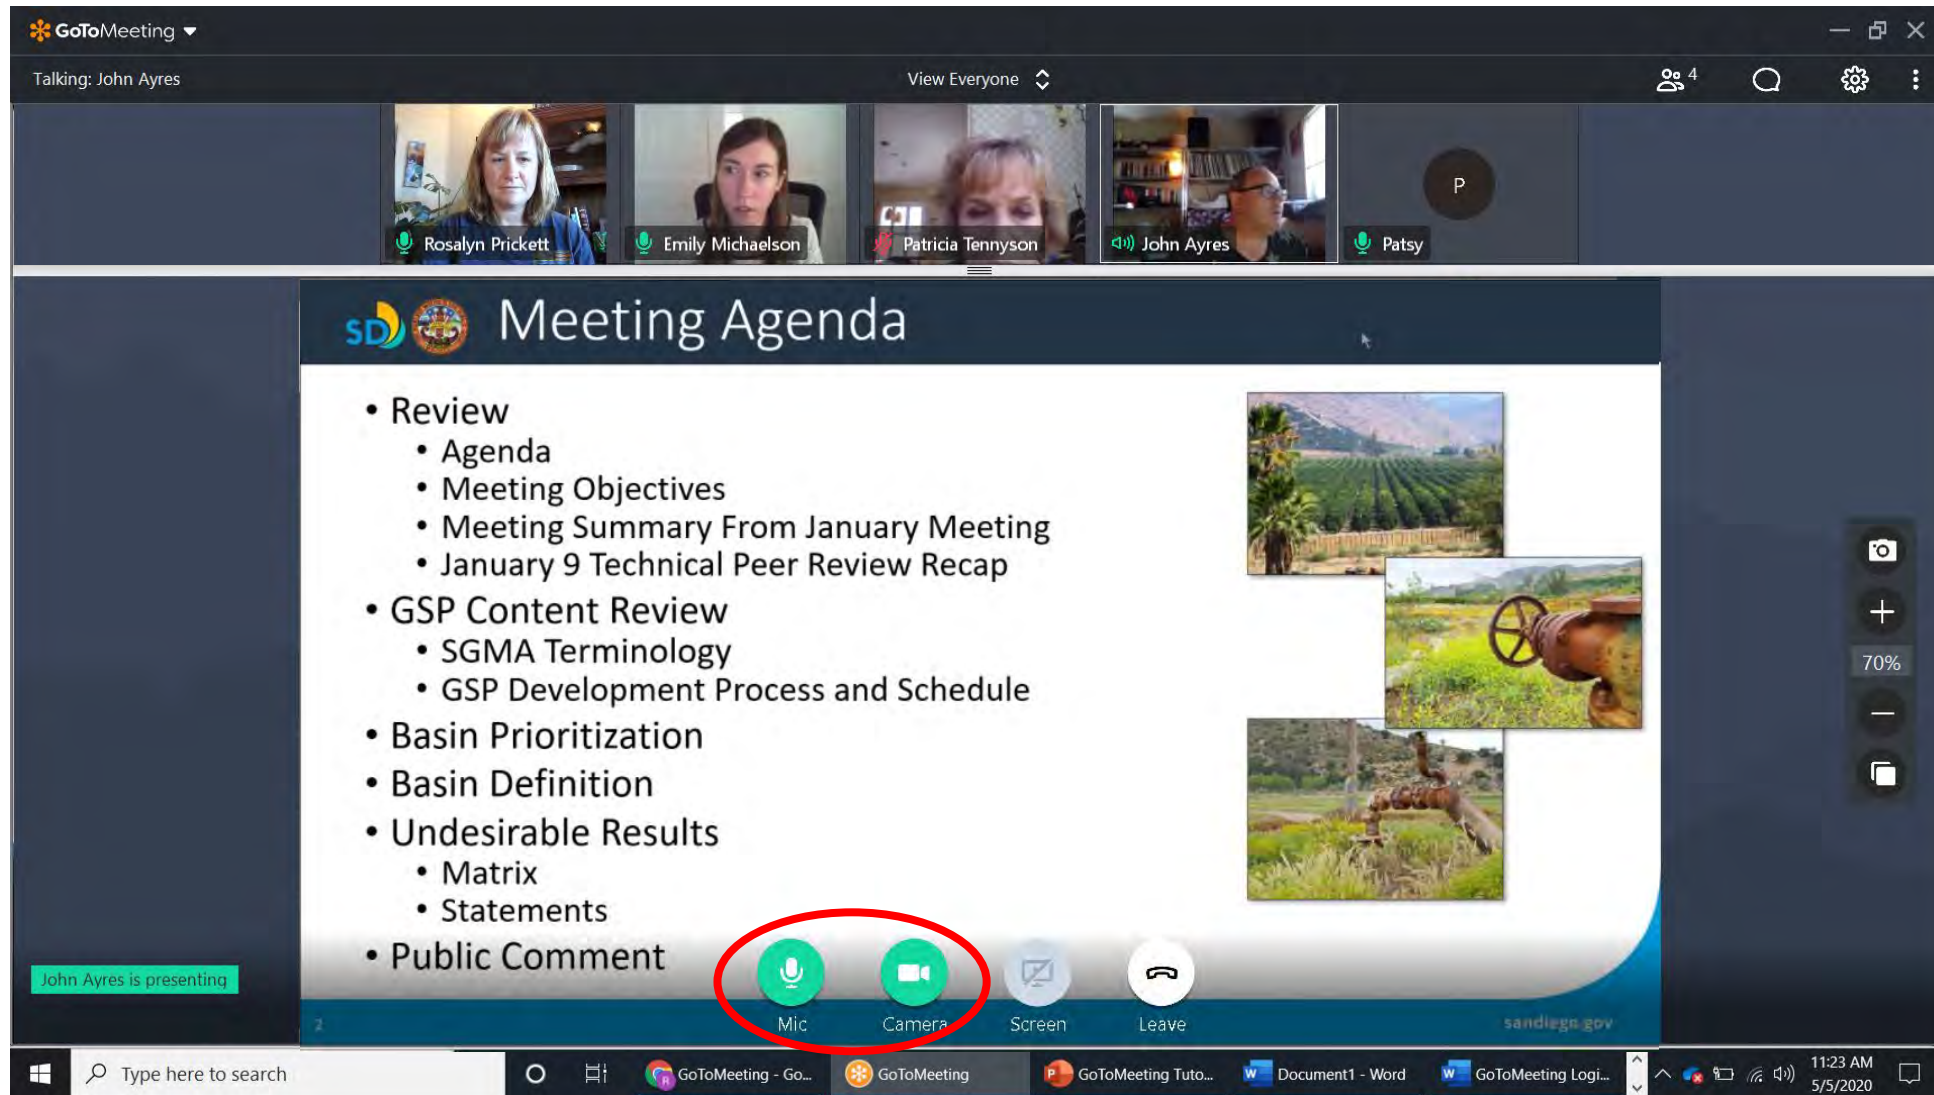 GoToMeeting
Talking: John Ayres
View Everyone
4
Rosalyn Prickett
Emily Michaelson
Patricia Tennyson
John Ayres
P
Patsy
SD
Meeting Agenda
• Review
• Agenda
• Meeting Objectives
• Meeting Summary From January Meeting
• January 9 Technical Peer Review Recap
• GSP Content Review
• SGMA Terminology
• GSP Development Process and Schedule
• Basin Prioritization
• Basin Definition
• Undesirable Results
• Matrix
• Statements
• Public Comment
70%
John Ayres is presenting
2
Mic
Camera
Screen
Leave
sandiego.gov
Type here to search
GoToMeeting - Go...
GoToMeeting
GoToMeeting Tuto...
Document1 - Word
GoToMeeting Logi...
11:23 AM
5/5/2020